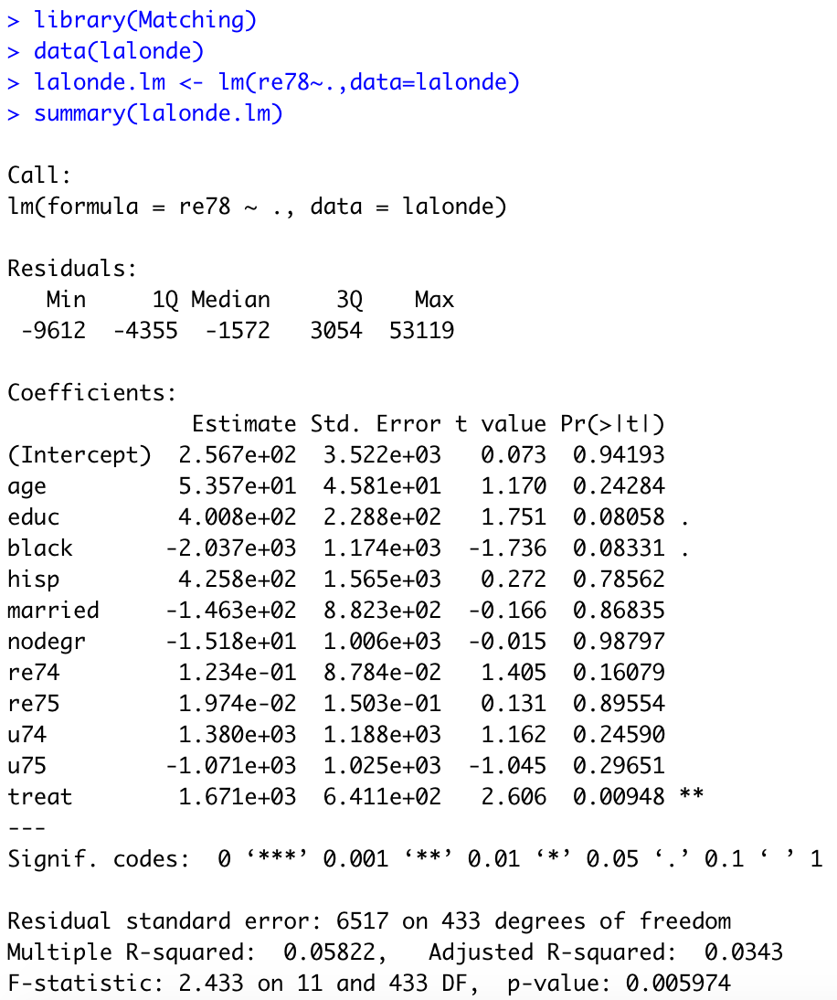 > library(Matching)
> data(lalonde)
> lalonde.lm <- lm(re78~.,data=lalonde)
> summary(lalonde.lm)

Call:
lm(formula = re78 ~ ., data = lalonde)

Residuals:
   Min     1Q Median     3Q    Max
 -9612  -4355  -1572   3054  53119

Coefficients:
              Estimate Std. Error t value Pr(>|t|)
(Intercept)  2.567e+02  3.522e+03   0.073  0.94193
age          5.357e+01  4.581e+01   1.170  0.24284
educ         4.008e+02  2.288e+02   1.751  0.08058 .
black       -2.037e+03  1.174e+03  -1.736  0.08331 .
hisp         4.258e+02  1.565e+03   0.272  0.78562
married     -1.463e+02  8.823e+02  -0.166  0.86835
nodegr      -1.518e+01  1.006e+03  -0.015  0.98797
re74         1.234e-01  8.784e-02   1.405  0.16079
re75         1.974e-02  1.503e-01   0.131  0.89554
u74          1.380e+03  1.188e+03   1.162  0.24590
u75         -1.071e+03  1.025e+03  -1.045  0.29651
treat        1.671e+03  6.411e+02   2.606  0.00948 **
---
Signif. codes:  0 ‘***’ 0.001 ‘**’ 0.01 ‘*’ 0.05 ‘.’ 0.1 ‘ ’ 1

Residual standard error: 6517 on 433 degrees of freedom
Multiple R-squared:  0.05822,   Adjusted R-squared:  0.0343
F-statistic: 2.433 on 11 and 433 DF,  p-value: 0.005974